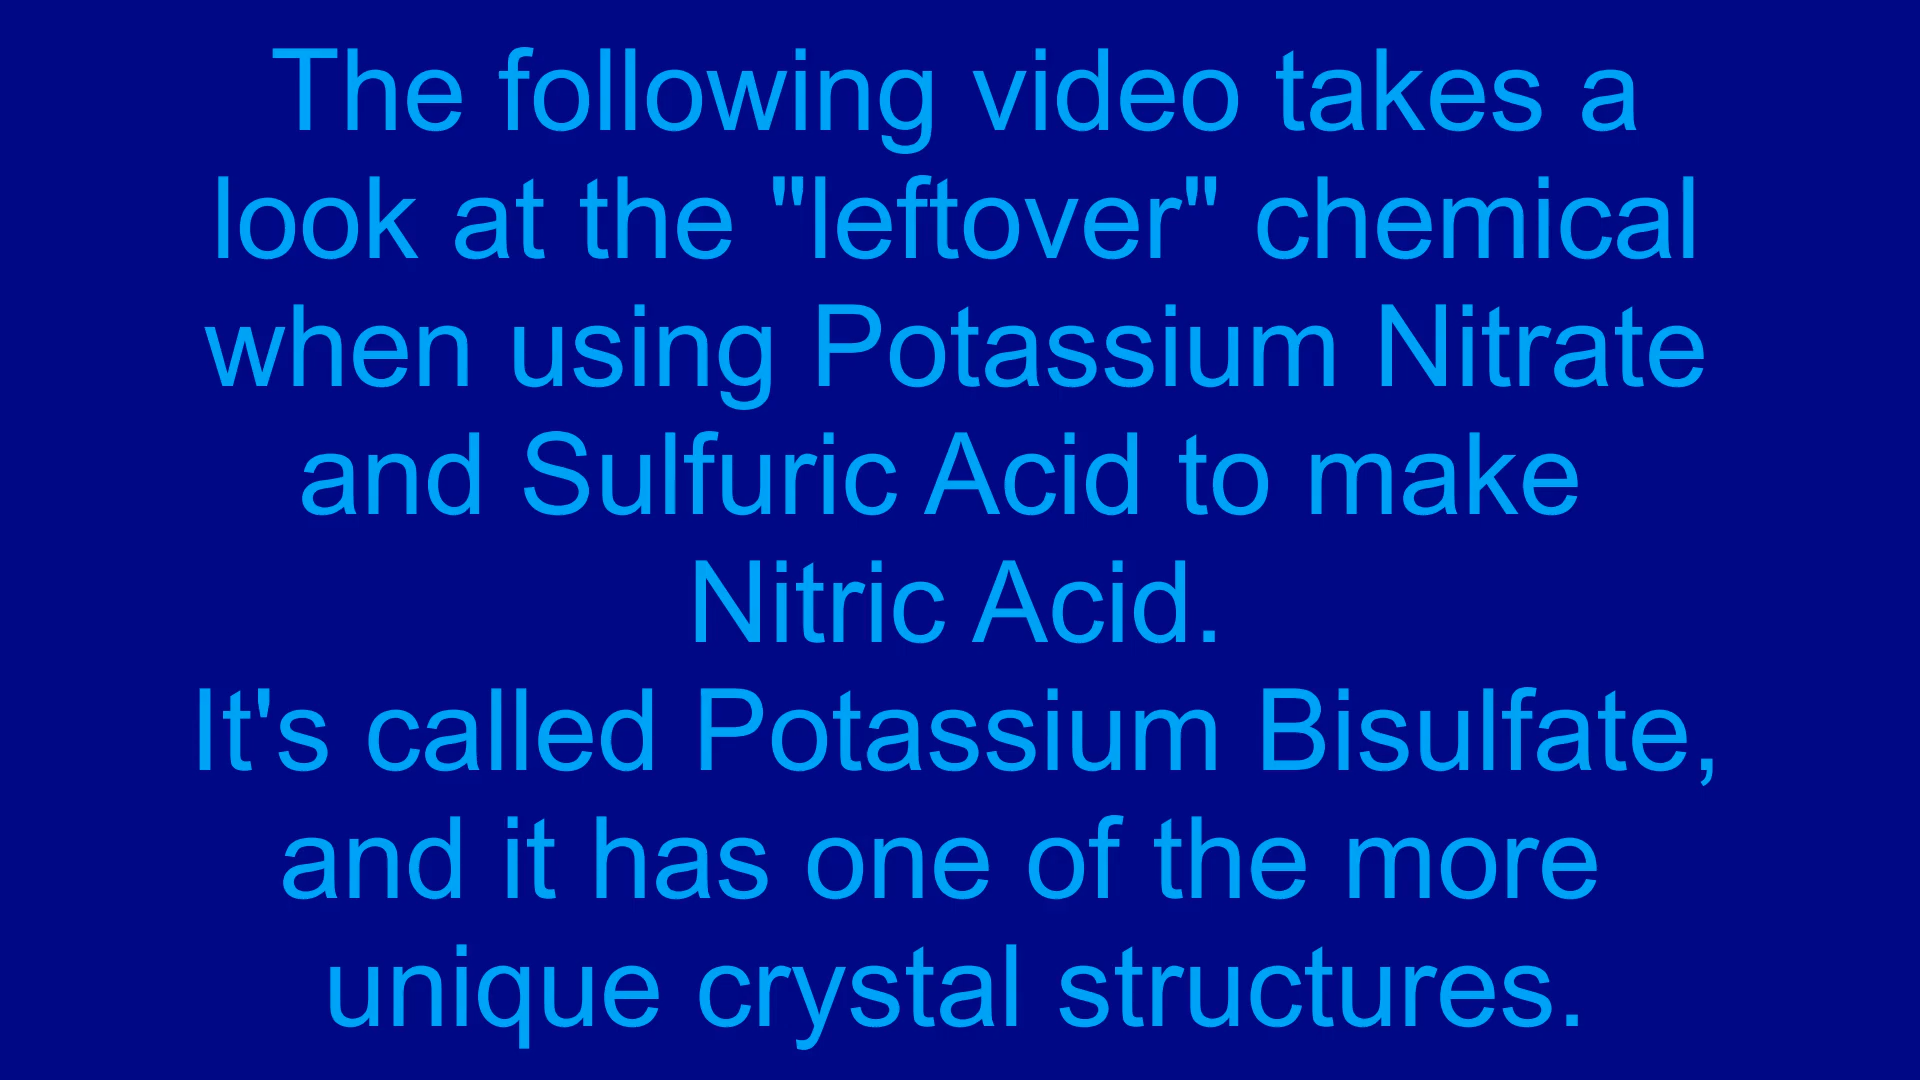 The following video takes a
look at the "leftover" chemical
when using Potassium Nitrate
and Sulfuric Acid to make
Nitric Acid.
It's called Potassium Bisulfate,
and it has one of the more
unique crystal structures.